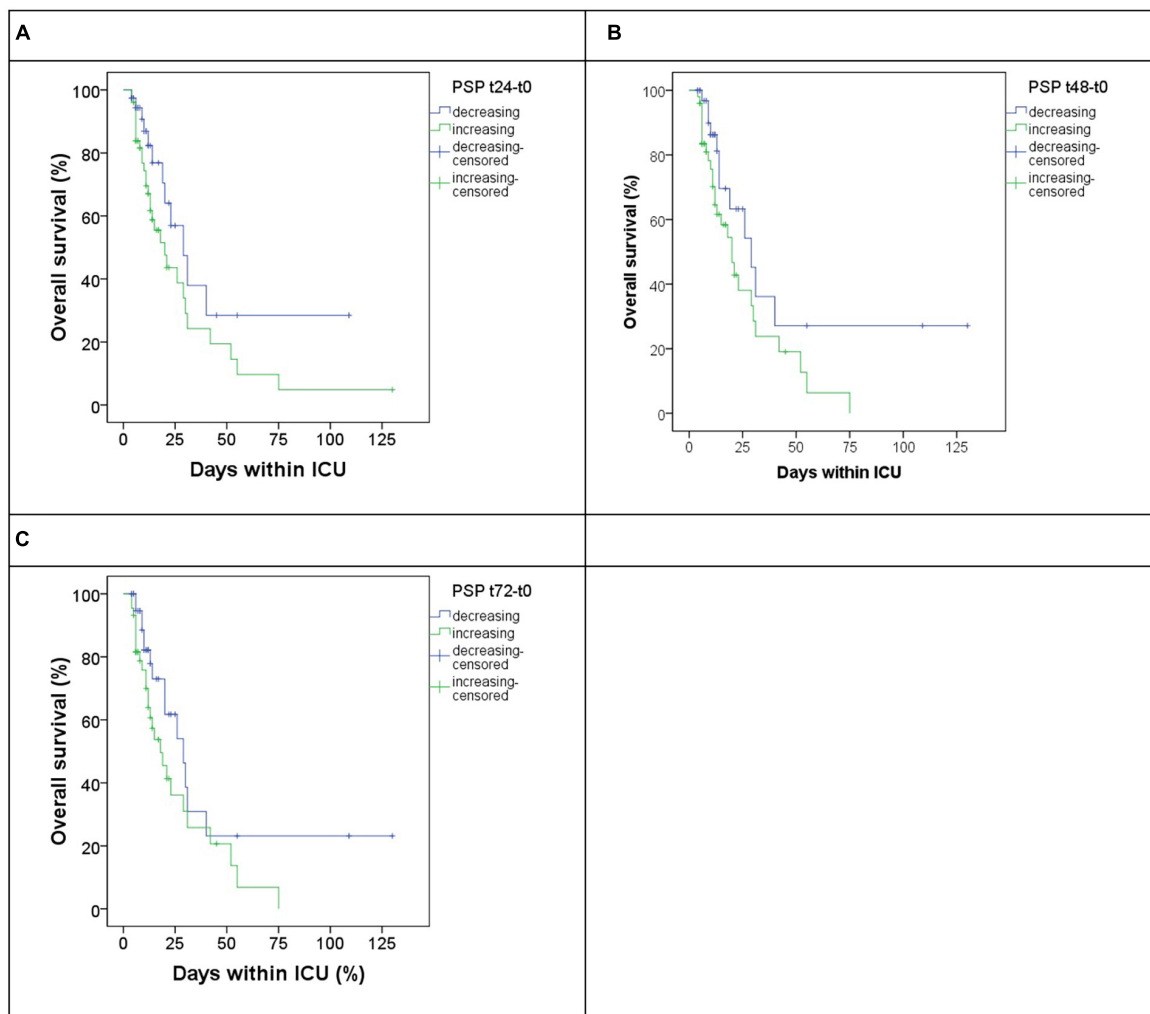 A
B
PSP t24-t0
decreasing
increasing
decreasing-
censored
increasing-
censored
100
80
60
40
20
0
Overall survival (%)
0 25 50 75 100 125
Days within ICU
PSP t48-t0
decreasing
increasing
decreasing-
censored
increasing-
censored
100
80
60
40
20
0
Overall survival (%)
0 25 50 75 100 125
Days within ICU
C
PSP t72-t0
decreasing
increasing
decreasing-
censored
increasing-
censored
100
80
60
40
20
0
Overall survival (%)
0 25 50 75 100 125
Days within ICU (%)